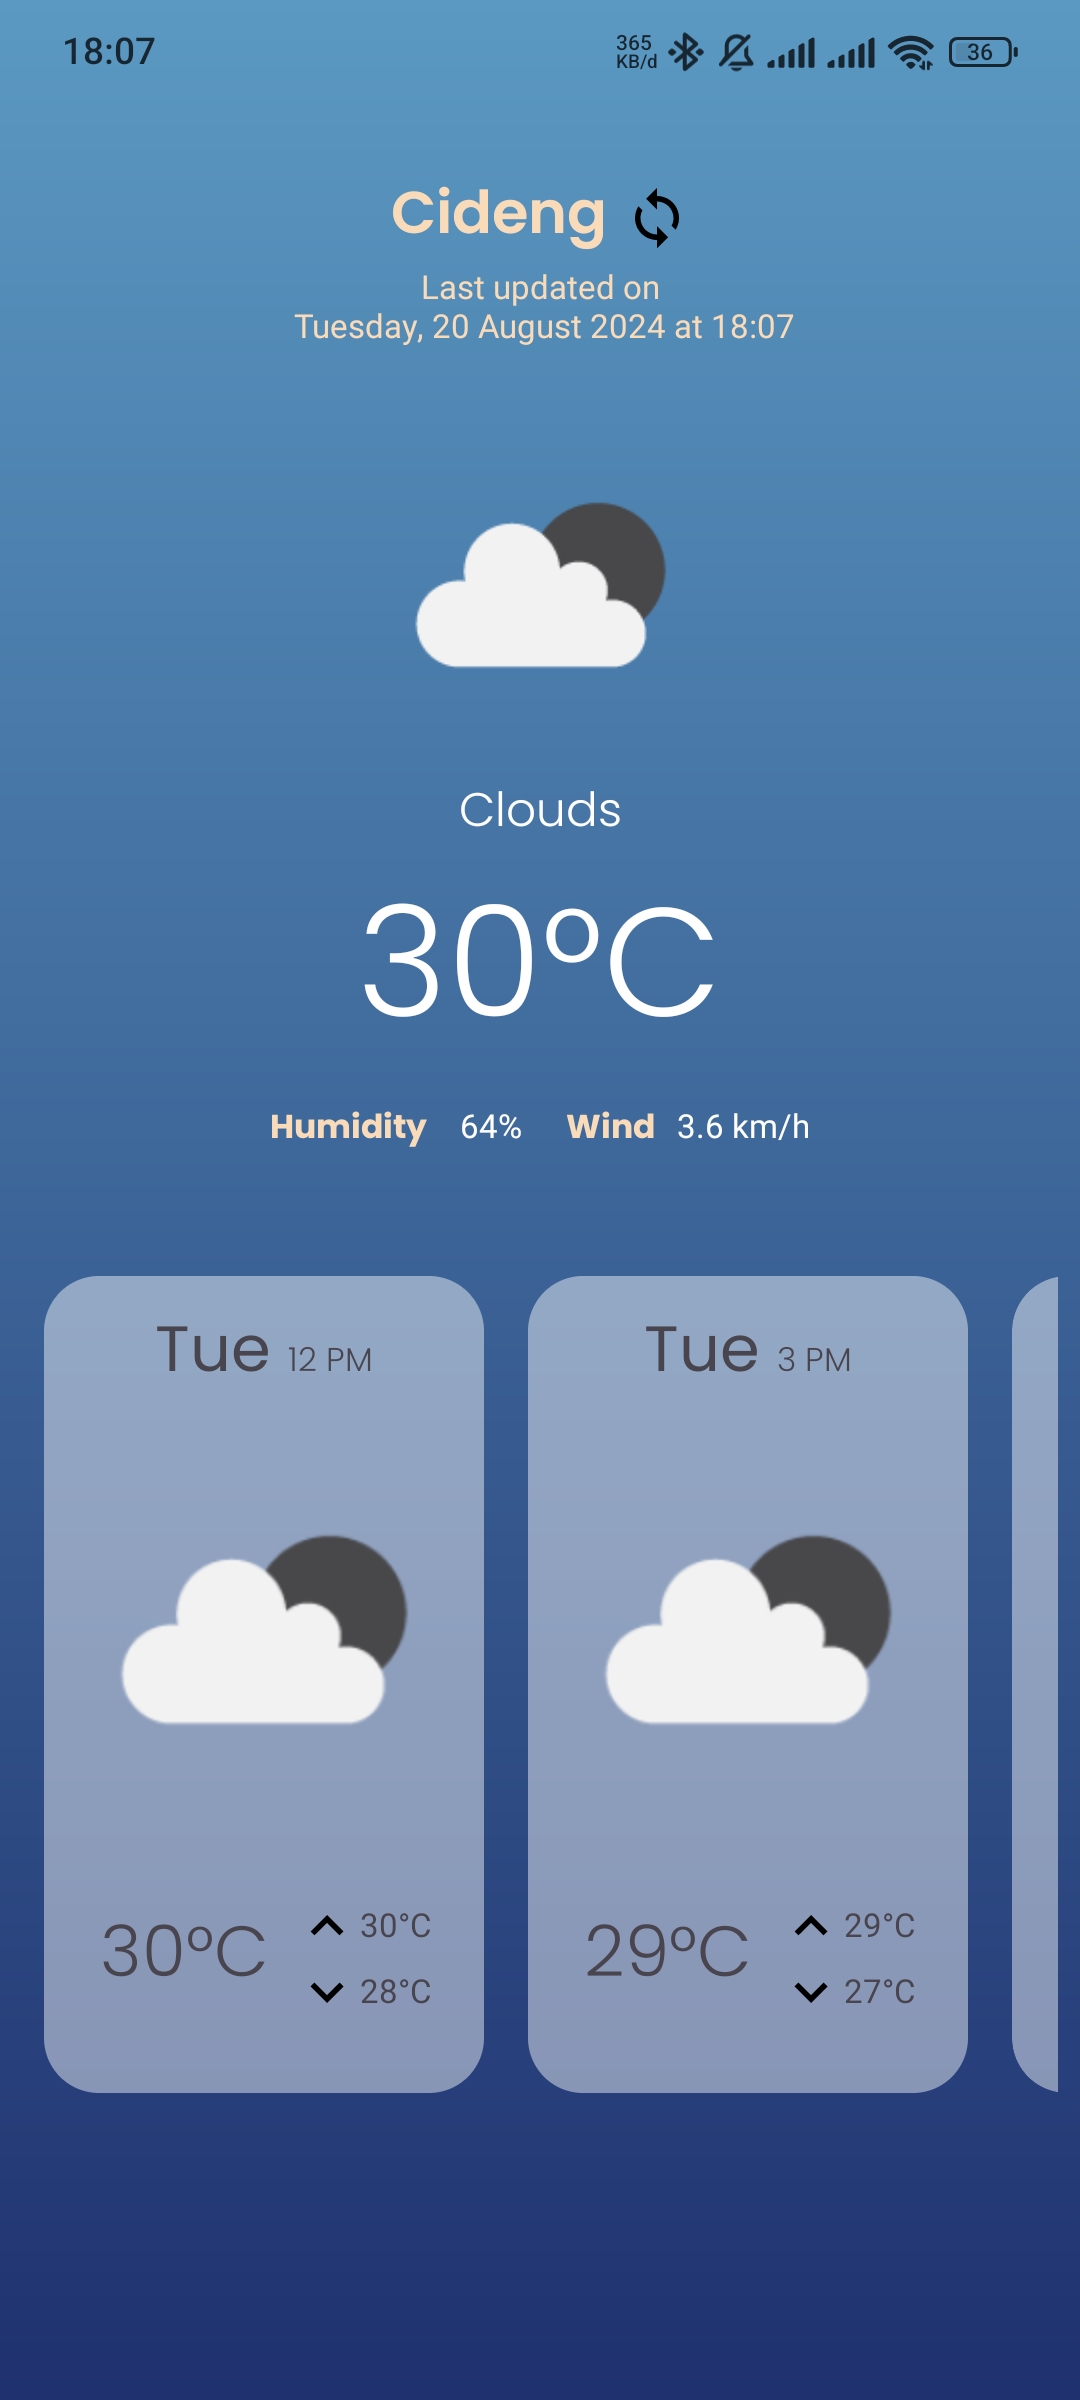 18:07
365
KB/d
36
Cideng
Last updated on
Tuesday, 20 August 2024 at 18:07
Clouds
30°C
Humidity 64% Wind 3.6 km/h
Tue 12 PM
30°C
30°C
28°C
Tue 3 PM
29°C
29°C
27°C